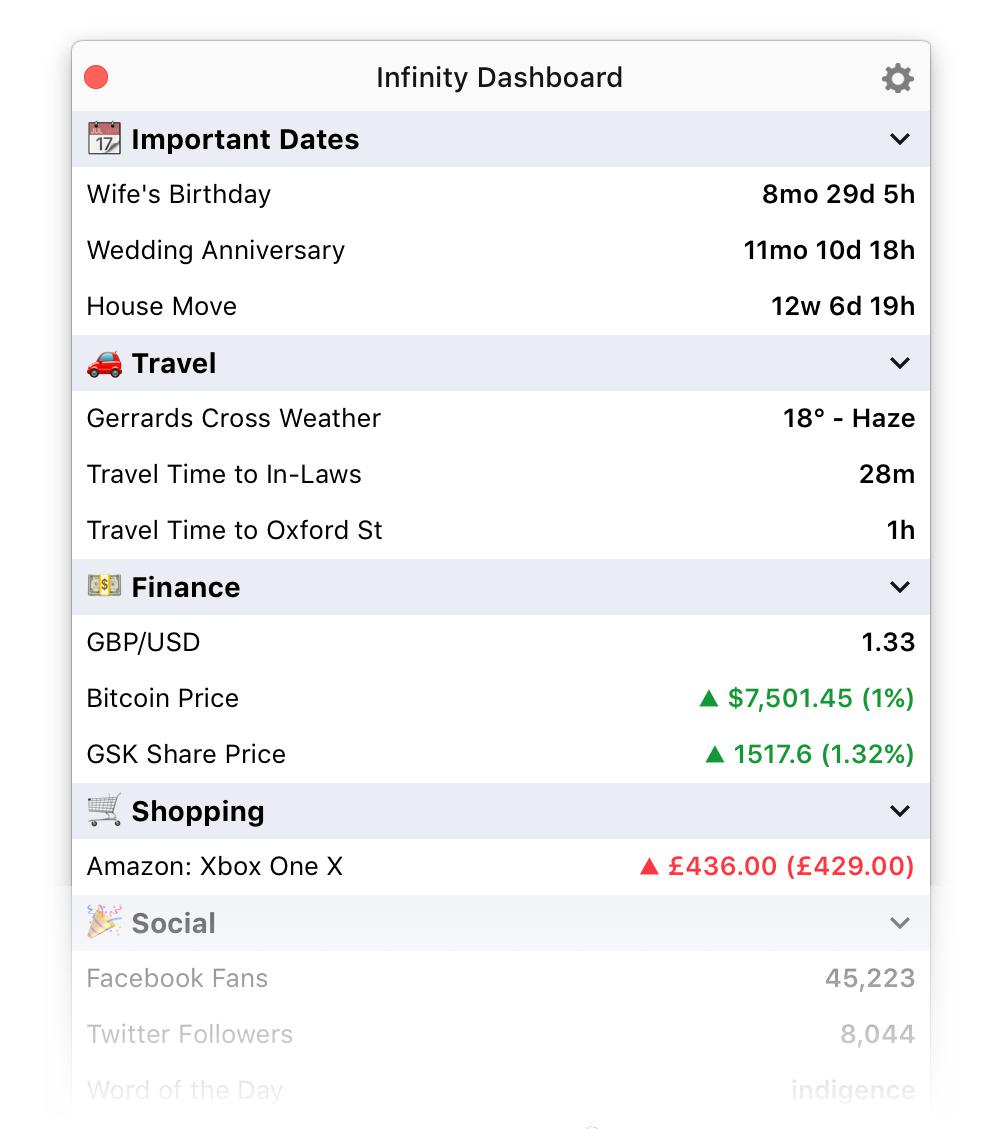 Infinity Dashboard
JUL 17 Important Dates
Wife's Birthday 8mo 29d 5h
Wedding Anniversary 11mo 10d 18h
House Move 12w 6d 19h
Travel
Gerrards Cross Weather 18° - Haze
Travel Time to In-Laws 28m
Travel Time to Oxford St 1h
Finance
GBP/USD 1.33
Bitcoin Price ▲ $7,501.45 (1%)
GSK Share Price ▲ 1517.6 (1.32%)
Shopping
Amazon: Xbox One X ▲ £436.00 (£429.00)
Social
Facebook Fans 45,223
Twitter Followers 8,044
Word of the Day indigence